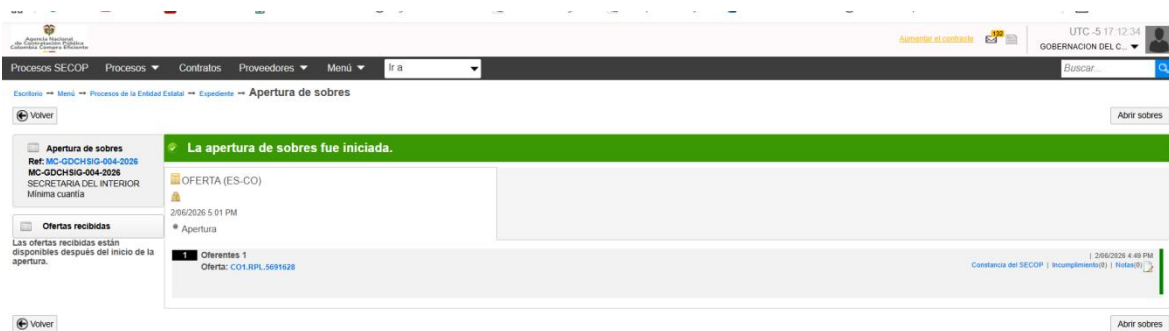 Agencia Nacional
de Contratación Pública
Colombia Compra Eficiente
Aumentar el contraste
192
UTC -5 17:12:34
GOBERNACION DEL C...
Procesos SECOP Procesos Contratos Proveedores Menú Ir a Buscar...
Escritorio → Menú → Procesos de la Entidad Estatal → Expediente → Apertura de sobres
Volver
Abrir sobres
Apertura de sobres
Ref: MC-GDCHSIG-004-2026
MC-GDCHSIG-004-2026
SECRETARIA DEL INTERIOR
Mínima cuantía
Ofertas recibidas
Las ofertas recibidas están
disponibles después del inicio de la
apertura.
La apertura de sobres fue iniciada.
OFERTA (ES-CO)
2/06/2026 5:01 PM
Apertura
1 Oferentes 1
Oferta: CO1.RPL.5691628
| 2/06/2026 4:49 PM
Constancia del SECOP | Incumplimiento(0) | Notas(0)
Volver
Abrir sobres